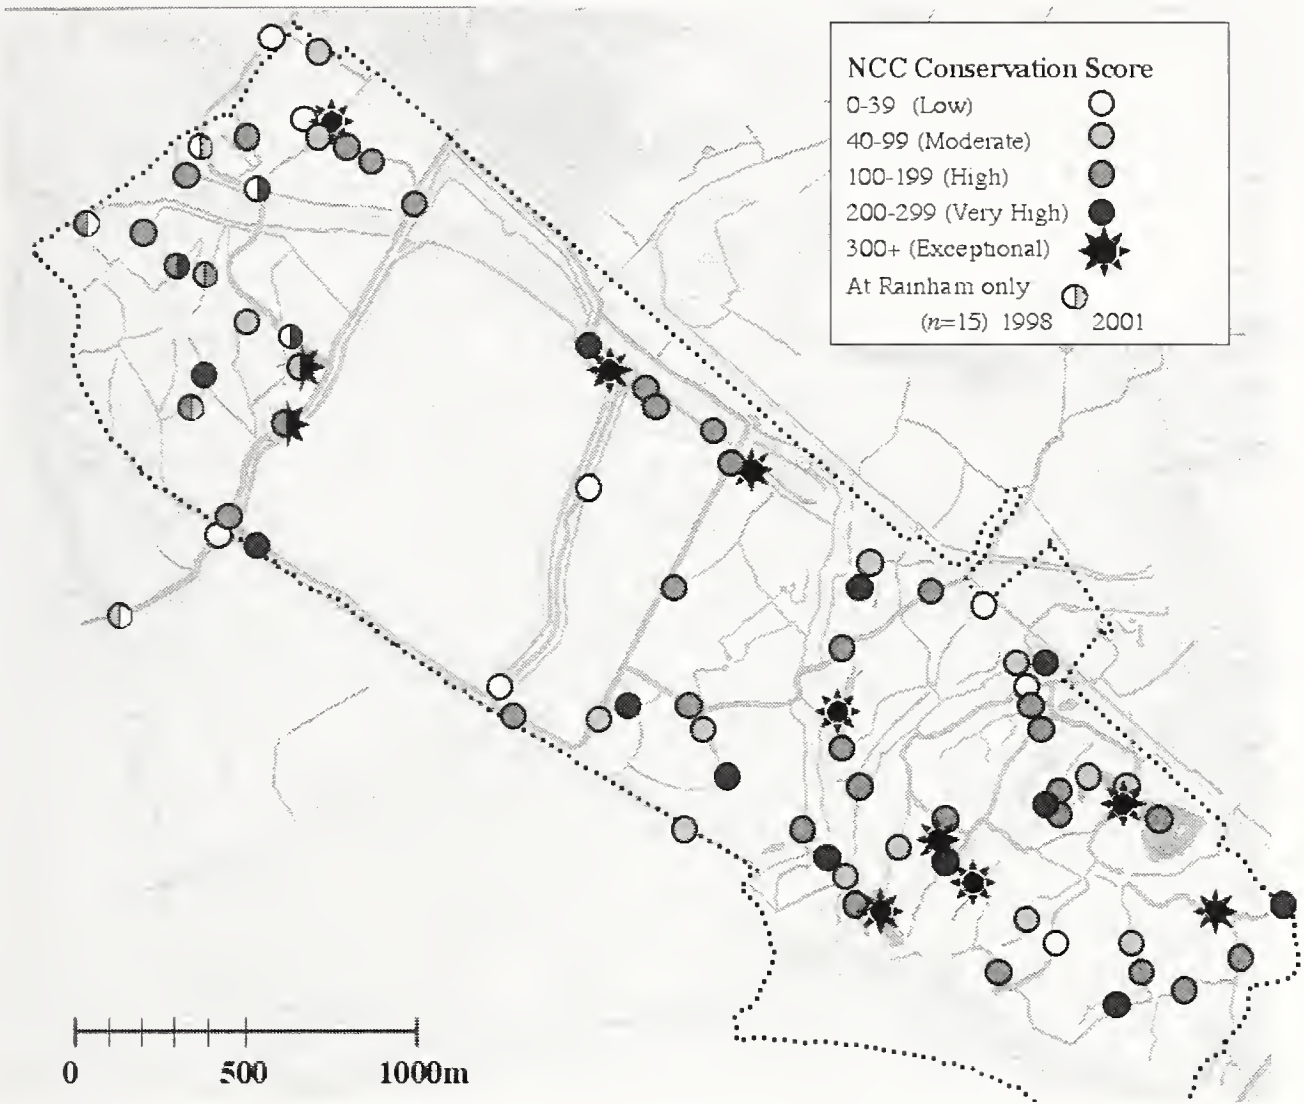 NCC Conservation Score
0-39 (Low)
40-99 (Moderate)
100-199 (High)
200-299 (Very High)
300+ (Exceptional)
At Rainham only
(n=15) 1998 2001
0 500 1000m